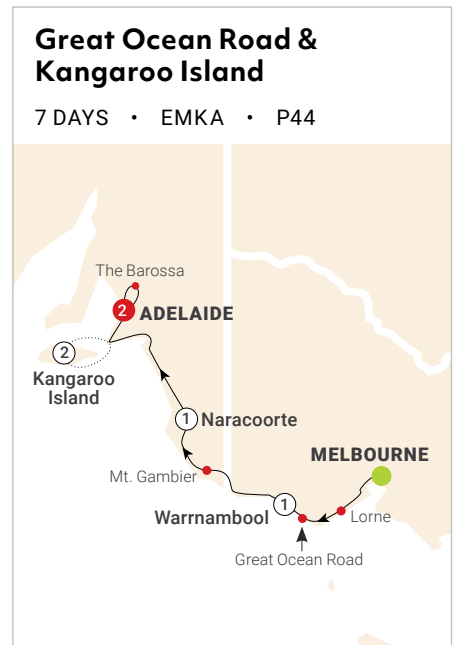 Great Ocean Road &
Kangaroo Island
7 DAYS • EMKA • P44
The Barossa
2 ADELAIDE
2
Kangaroo
Island
1 Naracoorte
MELBOURNE
Mt. Gambier
1
Warrnambool
Lorne
Great Ocean Road